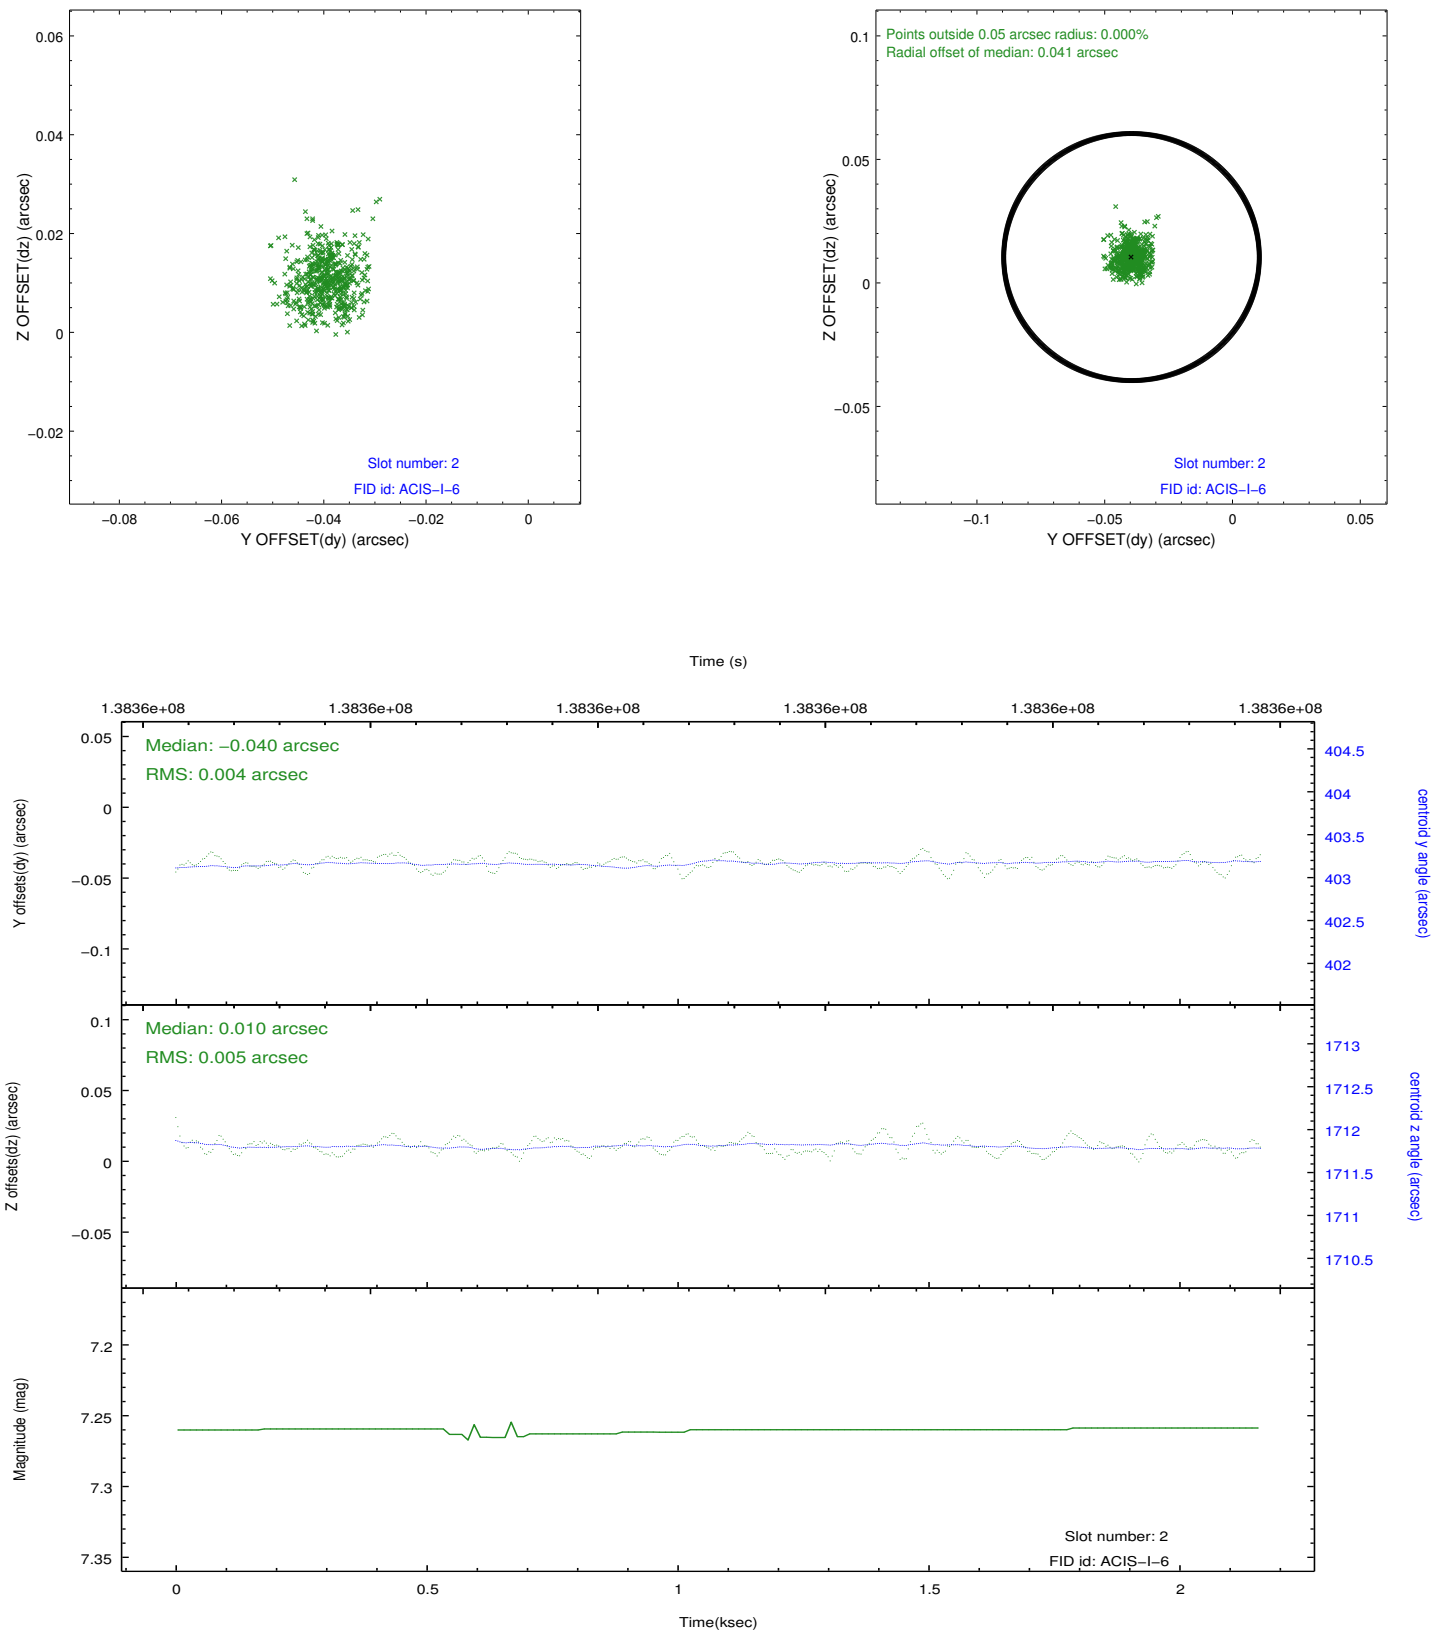 0.06
0.04
0.02
0
−0.02
−0.08
−0.06
−0.04
−0.02
0
Z OFFSET(dz) (arcsec)
Y OFFSET(dy) (arcsec)
Slot number: 2
FID id: ACIS−I−6
Points outside 0.05 arcsec radius: 0.000%
Radial offset of median: 0.041 arcsec
0.1
0.05
0
−0.05
−0.1
−0.05
0
0.05
Z OFFSET(dz) (arcsec)
Y OFFSET(dy) (arcsec)
Slot number: 2
FID id: ACIS−I−6
Time (s)
1.3836e+08 1.3836e+08 1.3836e+08 1.3836e+08 1.3836e+08 1.3836e+08
Median: −0.040 arcsec
RMS: 0.004 arcsec
0.05
0
−0.05
−0.1
Y offsets(dy) (arcsec)
404.5
404
403.5
403
402.5
402
centroid y angle (arcsec)
Median: 0.010 arcsec
RMS: 0.005 arcsec
0.1
0.05
0
−0.05
Z offsets(dz) (arcsec)
1713
1712.5
1712
1711.5
1711
1710.5
centroid z angle (arcsec)
7.2
7.25
7.3
7.35
Magnitude (mag)
Slot number: 2
FID id: ACIS−I−6
0 0.5 1 1.5 2
Time(ksec)